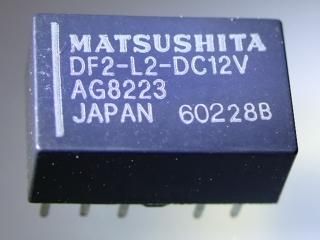 MATSUSHITA
DF2-L2-DC12V
AG8223
JAPAN 60228B